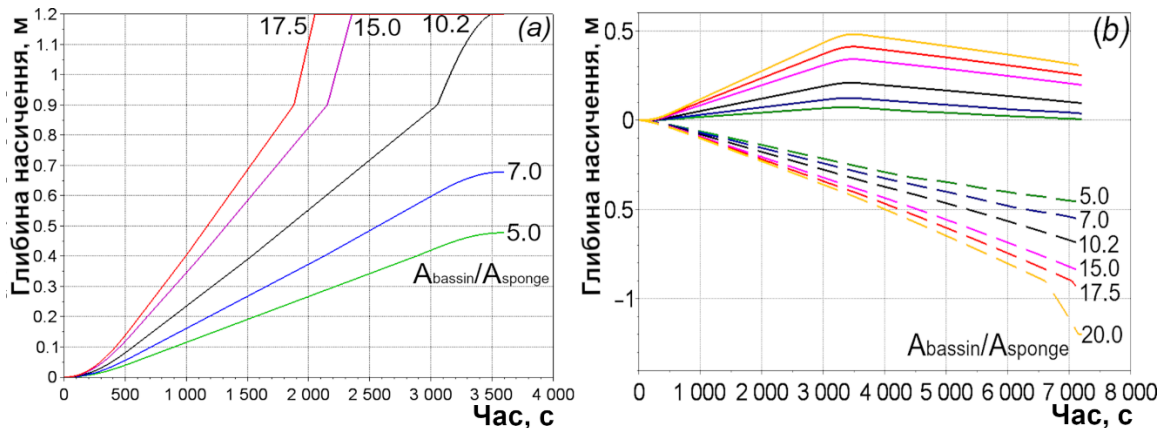 Глибина насичення, м
1.2
1.1
1
0.9
0.8
0.7
0.6
0.5
0.4
0.3
0.2
0.1
0
17.5
15.0
10.2
(a)
7.0
5.0
Abassin/Asponge
0 500 1 000 1 500 2 000 2 500 3 000 3 500 4 000
Час, с
Глибина насичення, м
0.5
0
0.5
−1
(b)
5.0
7.0
10.2
15.0
17.5
20.0
Abassin/Asponge
0 1 000 2 000 3 000 4 000 5 000 6 000 7 000 8 000
Час, с